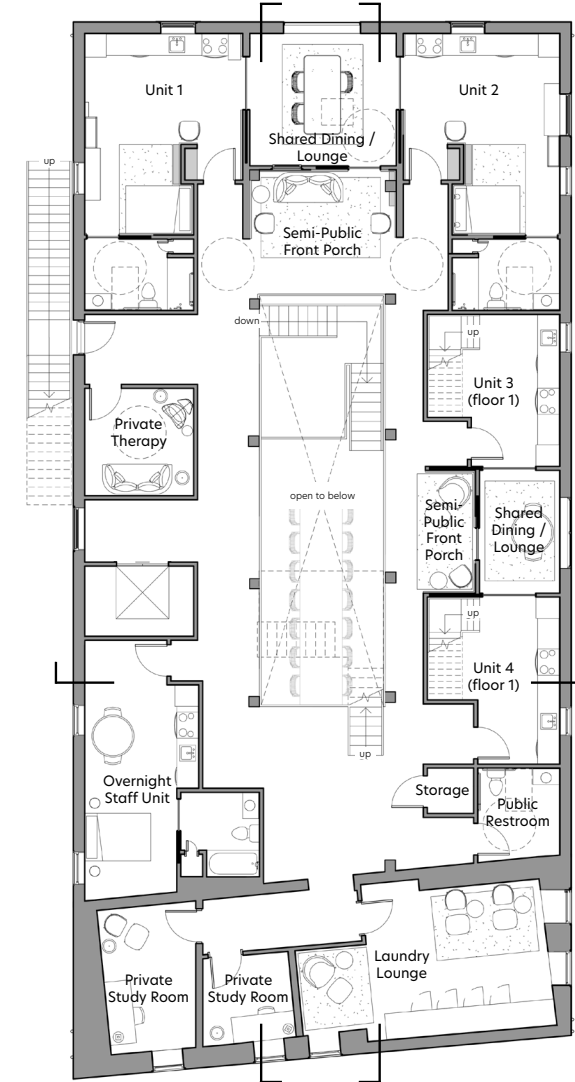 Unit 1
Unit 2
Shared Dining /
Lounge
up
Semi-Public
Front Porch
down
up
Unit 3
(floor 1)
Private
Therapy
open to below
Semi-
Public
Front
Porch
Shared
Dining /
Lounge
up
Unit 4
(floor 1)
up
Overnight
Staff Unit
Storage
Public
Restroom
Laundry
Lounge
Private
Study Room
Private
Study Room